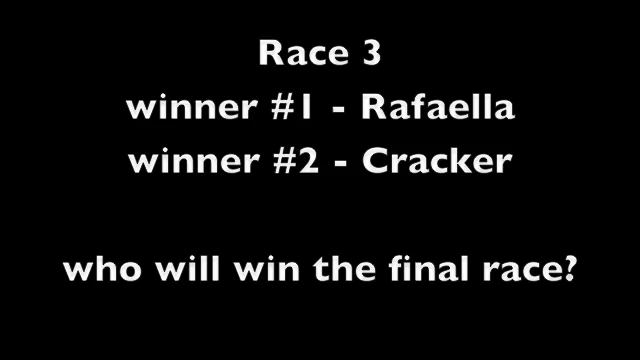 Race 3
winner #1 - Rafaella
winner #2 - Cracker
who will win the final race?